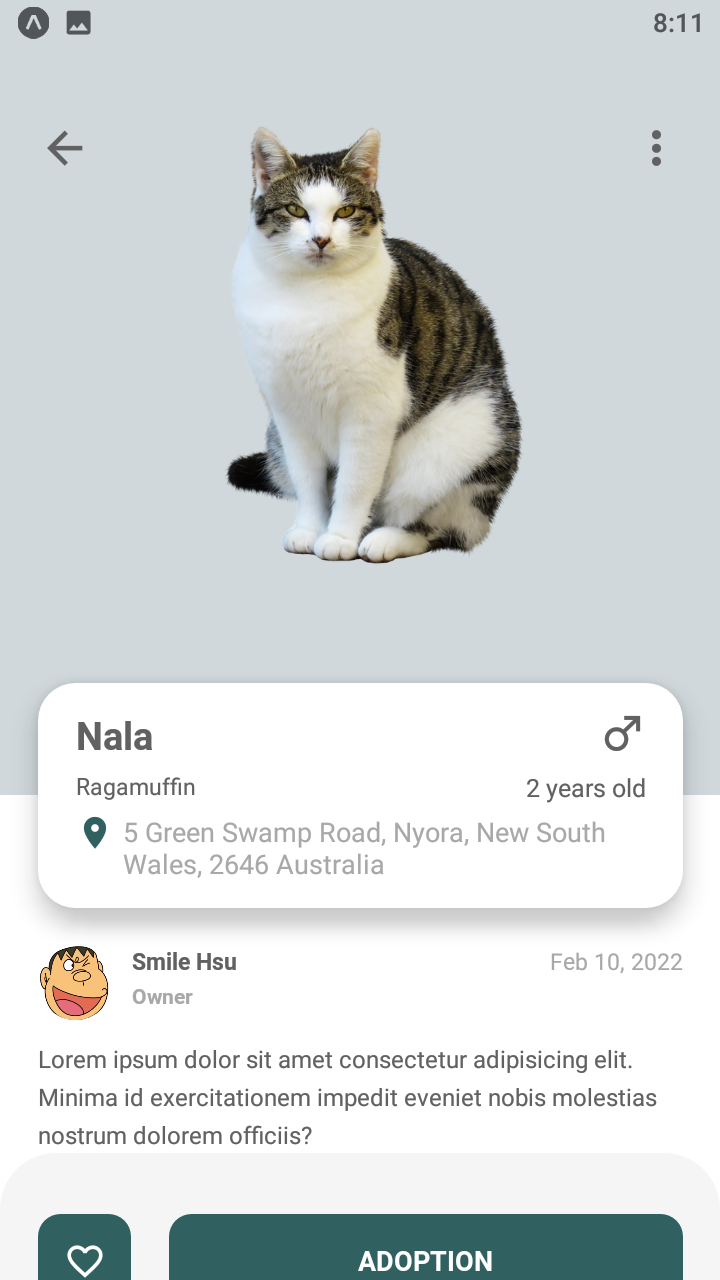 8:11
Nala
Ragamuffin
2 years old
5 Green Swamp Road, Nyora, New South
Wales, 2646 Australia
Smile Hsu
Feb 10, 2022
Owner
Lorem ipsum dolor sit amet consectetur adipisicing elit.
Minima id exercitationem impedit eveniet nobis molestias
nostrum dolorem officiis?
ADOPTION